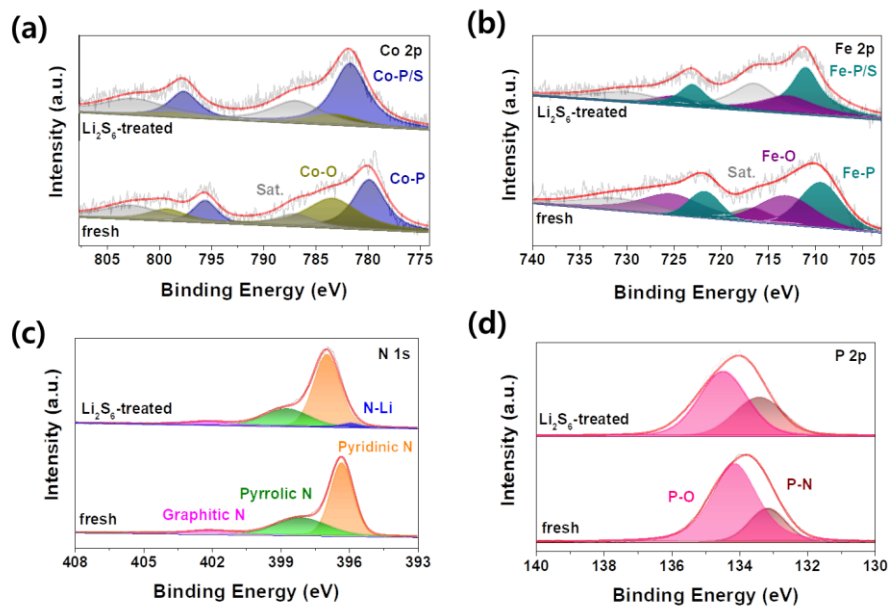 (a)
Co 2p
Co-P/S
Li₂S₆-treated
Co-O
Sat.
Co-P
fresh
Intensity (a.u.)
805 800 795 790 785 780 775
Binding Energy (eV)
(b)
Fe 2p
Fe-P/S
Li₂S₆-treated
Fe-O
Sat.
Fe-P
fresh
Intensity (a.u.)
740 735 730 725 720 715 710 705
Binding Energy (eV)
(c)
N 1s
Li₂S₆-treated
N-Li
Pyridinic N
Pyrrolic N
Graphitic N
fresh
Intensity (a.u.)
408 405 402 399 396 393
Binding Energy (eV)
(d)
P 2p
Li₂S₆-treated
P-O
P-N
fresh
Intensity (a.u.)
140 138 136 134 132 130
Binding Energy (eV)